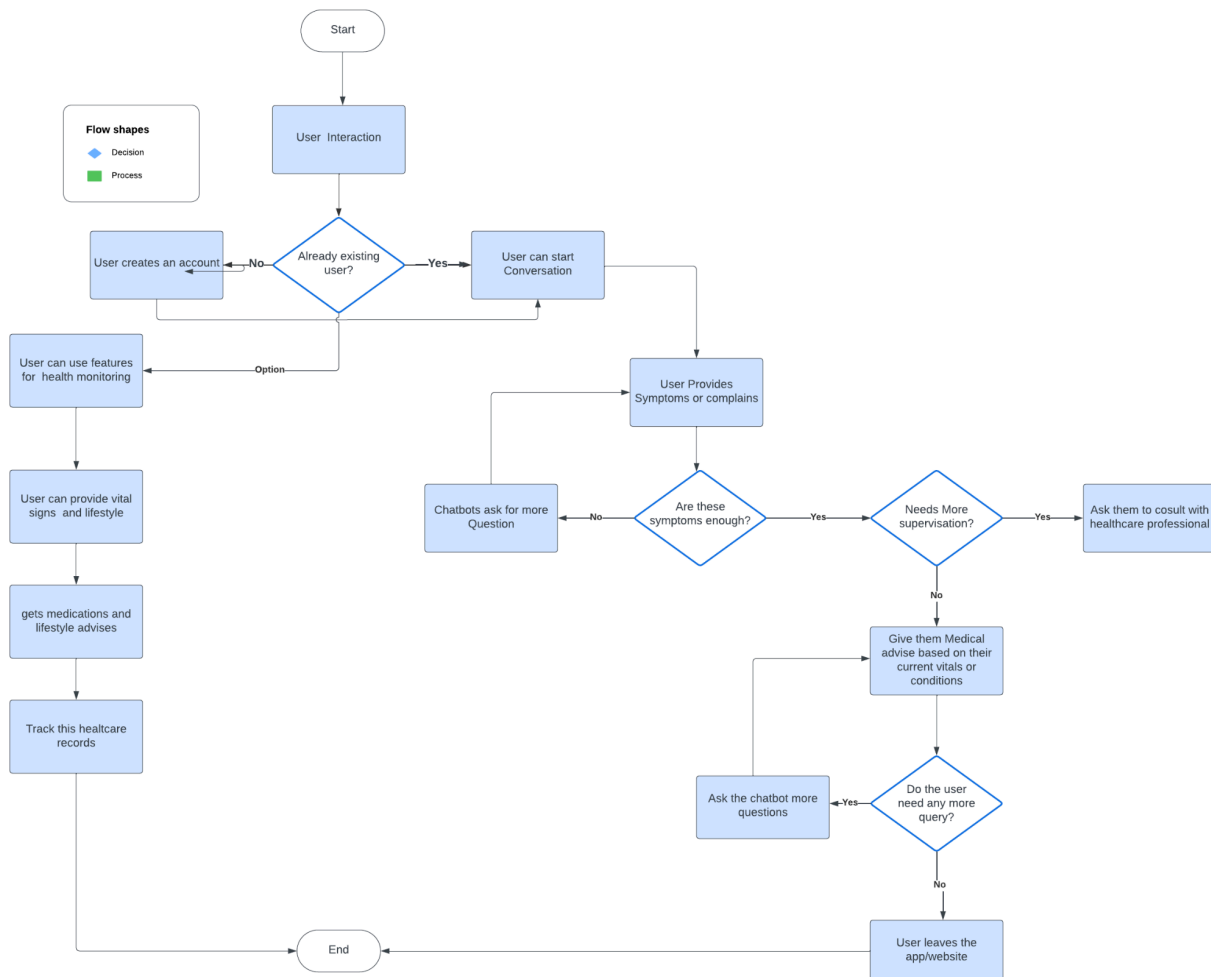 Start
Flow shapes
Decision
Process
User Interaction
Already existing
user?
No
Yes
User creates an account
User can start
Conversation
Option
User can use features
for health monitoring
User Provides
Symptoms or complains
User can provide vital
signs and lifestyle
Chatbots ask for more
Question
No
Are these
symptoms enough?
Yes
Needs More
supervisation?
Yes
Ask them to cosult with
healthcare professional
No
gets medications and
lifestyle advises
Give them Medical
advise based on their
current vitals or
conditions
Track this healtcare
records
Ask the chatbot more
questions
Yes
Do the user
need any more
query?
No
End
User leaves the
app/website